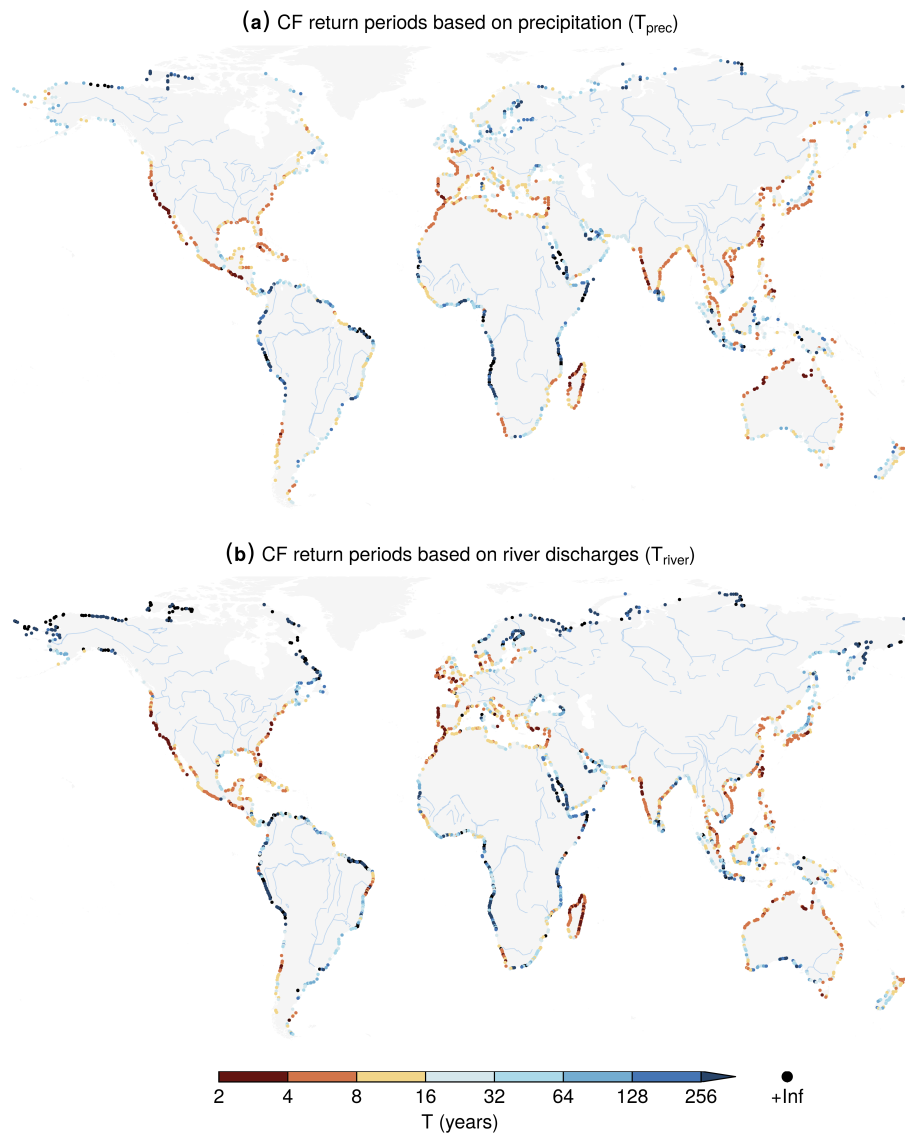 (a) CF return periods based on precipitation (Tprec)
(b) CF return periods based on river discharges (Triver)
2 4 8 16 32 64 128 256 +Inf
T (years)